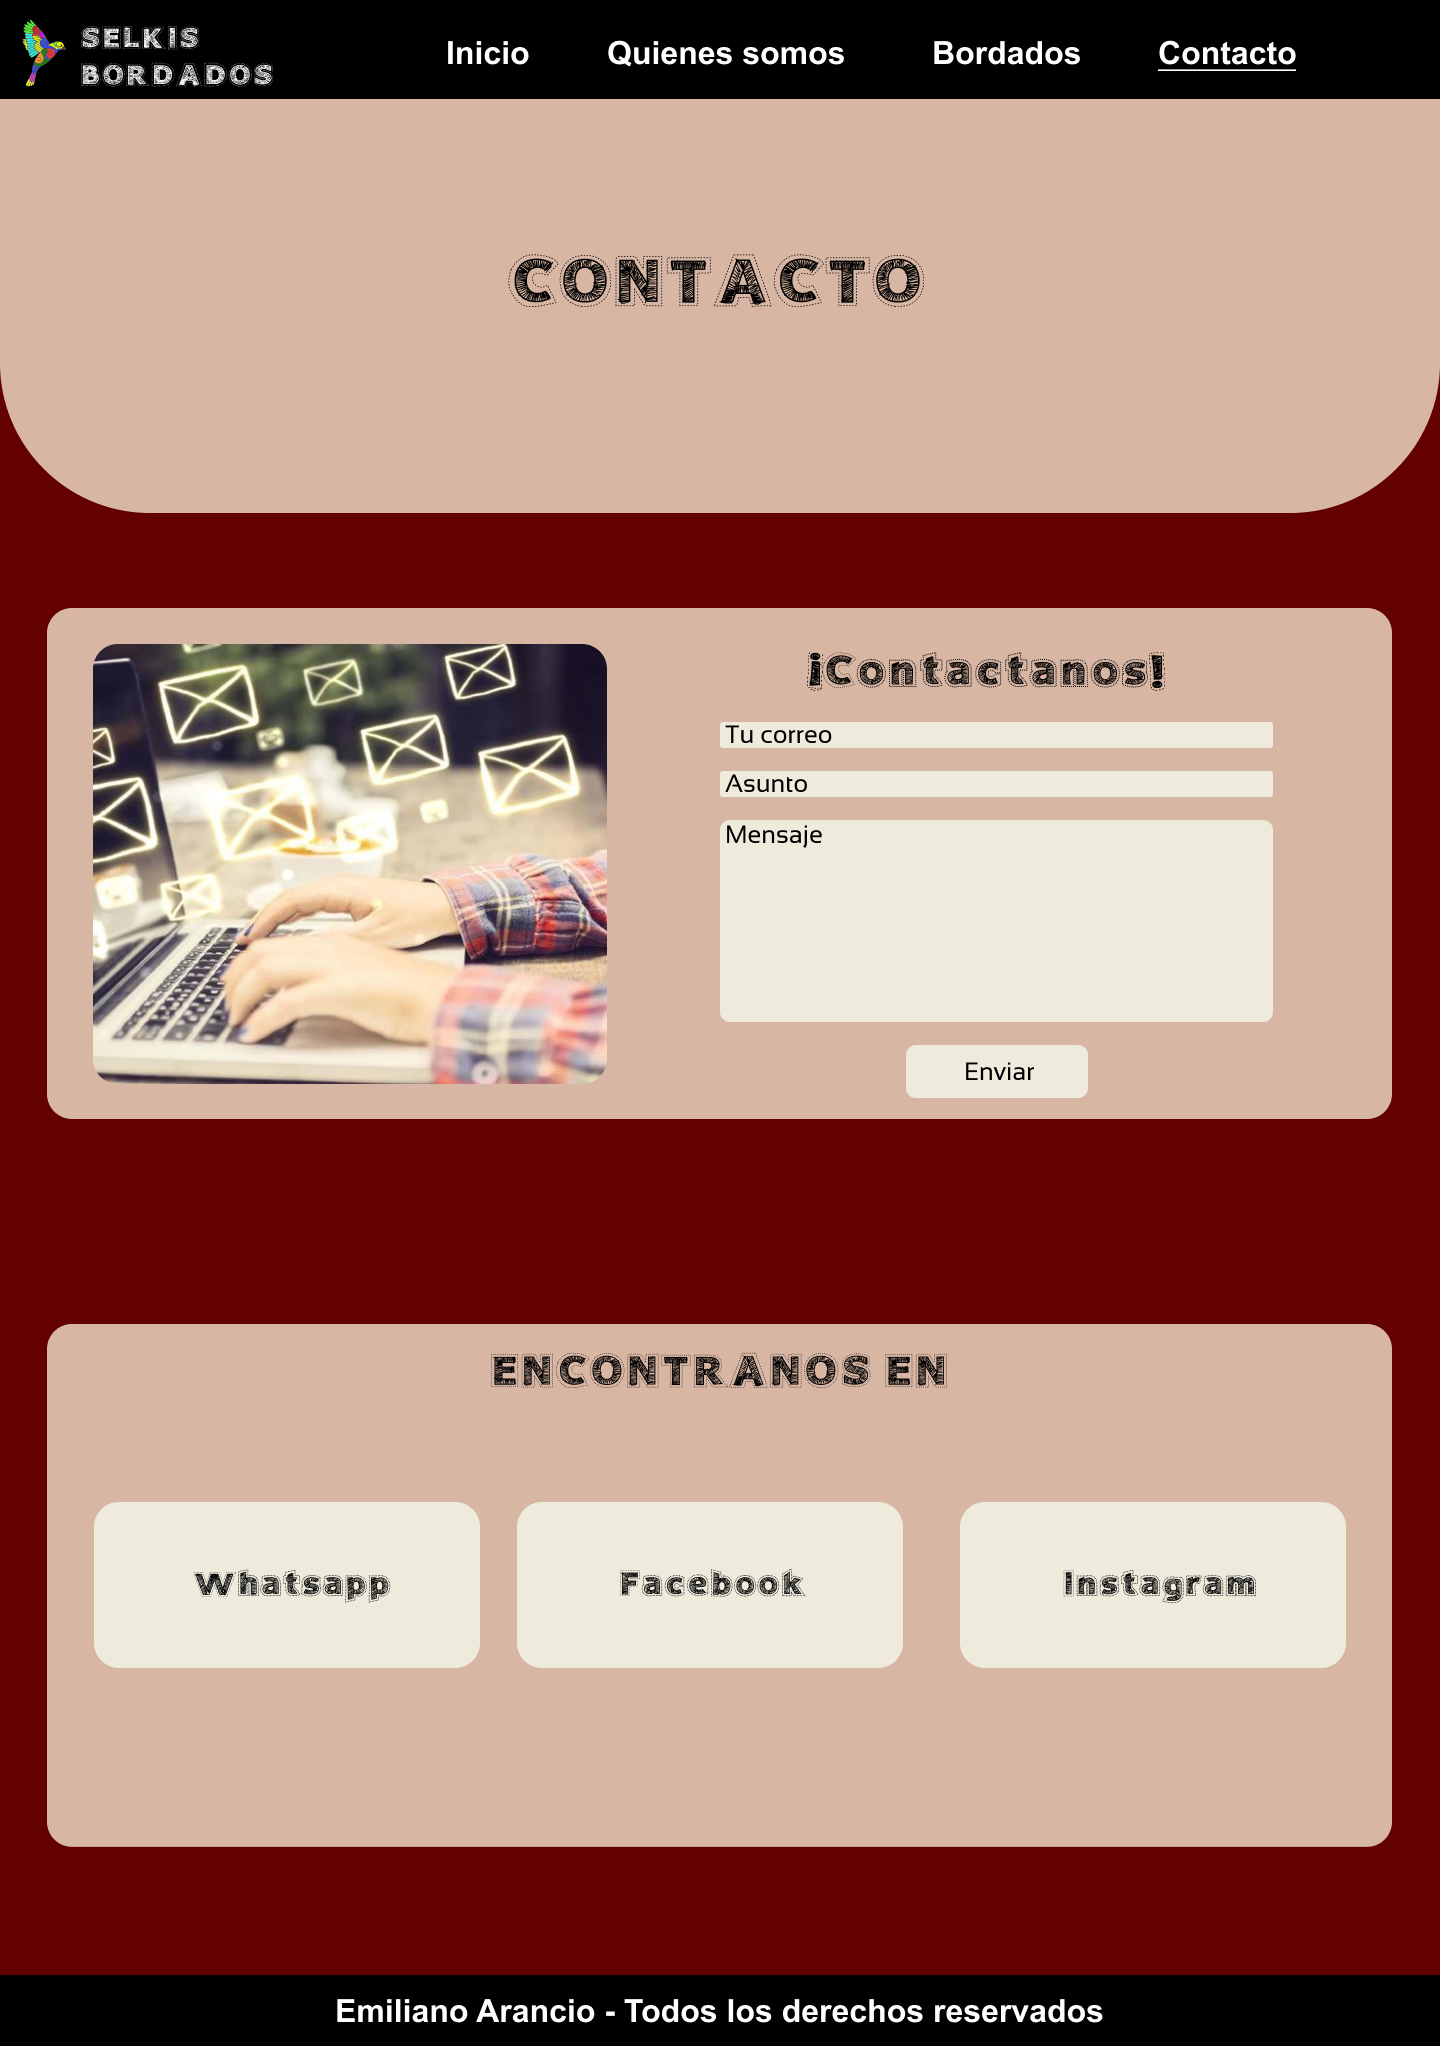 SELKIS
BORDADOS
Inicio
Quienes somos
Bordados
Contacto
CONTACTO
¡Contactanos!
Tu correo
Asunto
Mensaje
Enviar
ENCONTRANOS EN
Whatsapp
Facebook
Instagram
Emiliano Arancio - Todos los derechos reservados